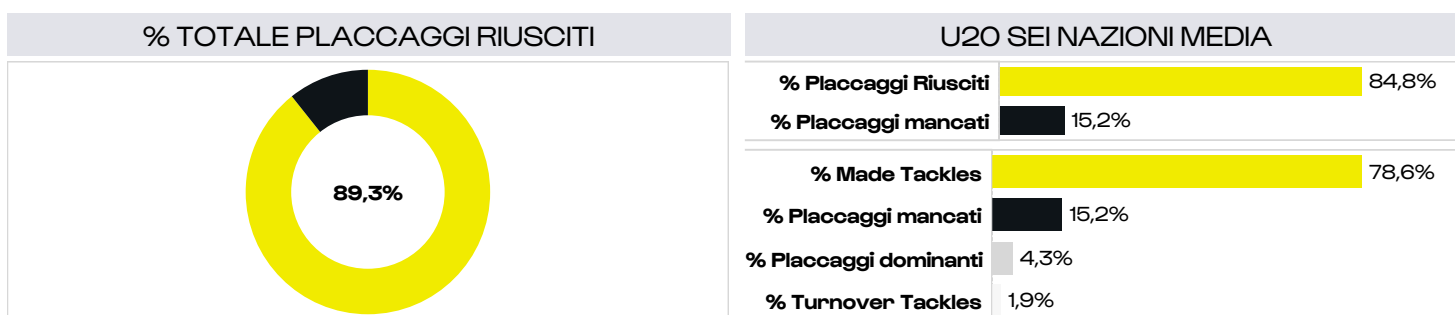 % TOTALE PLACCAGGI RIUSCITI
89,3%
U20 SEI NAZIONI MEDIA
% Placcaggi Riusciti 84,8%
% Placcaggi mancati 15,2%
% Made Tackles 78,6%
% Placcaggi mancati 15,2%
% Placcaggi dominanti 4,3%
% Turnover Tackles 1,9%